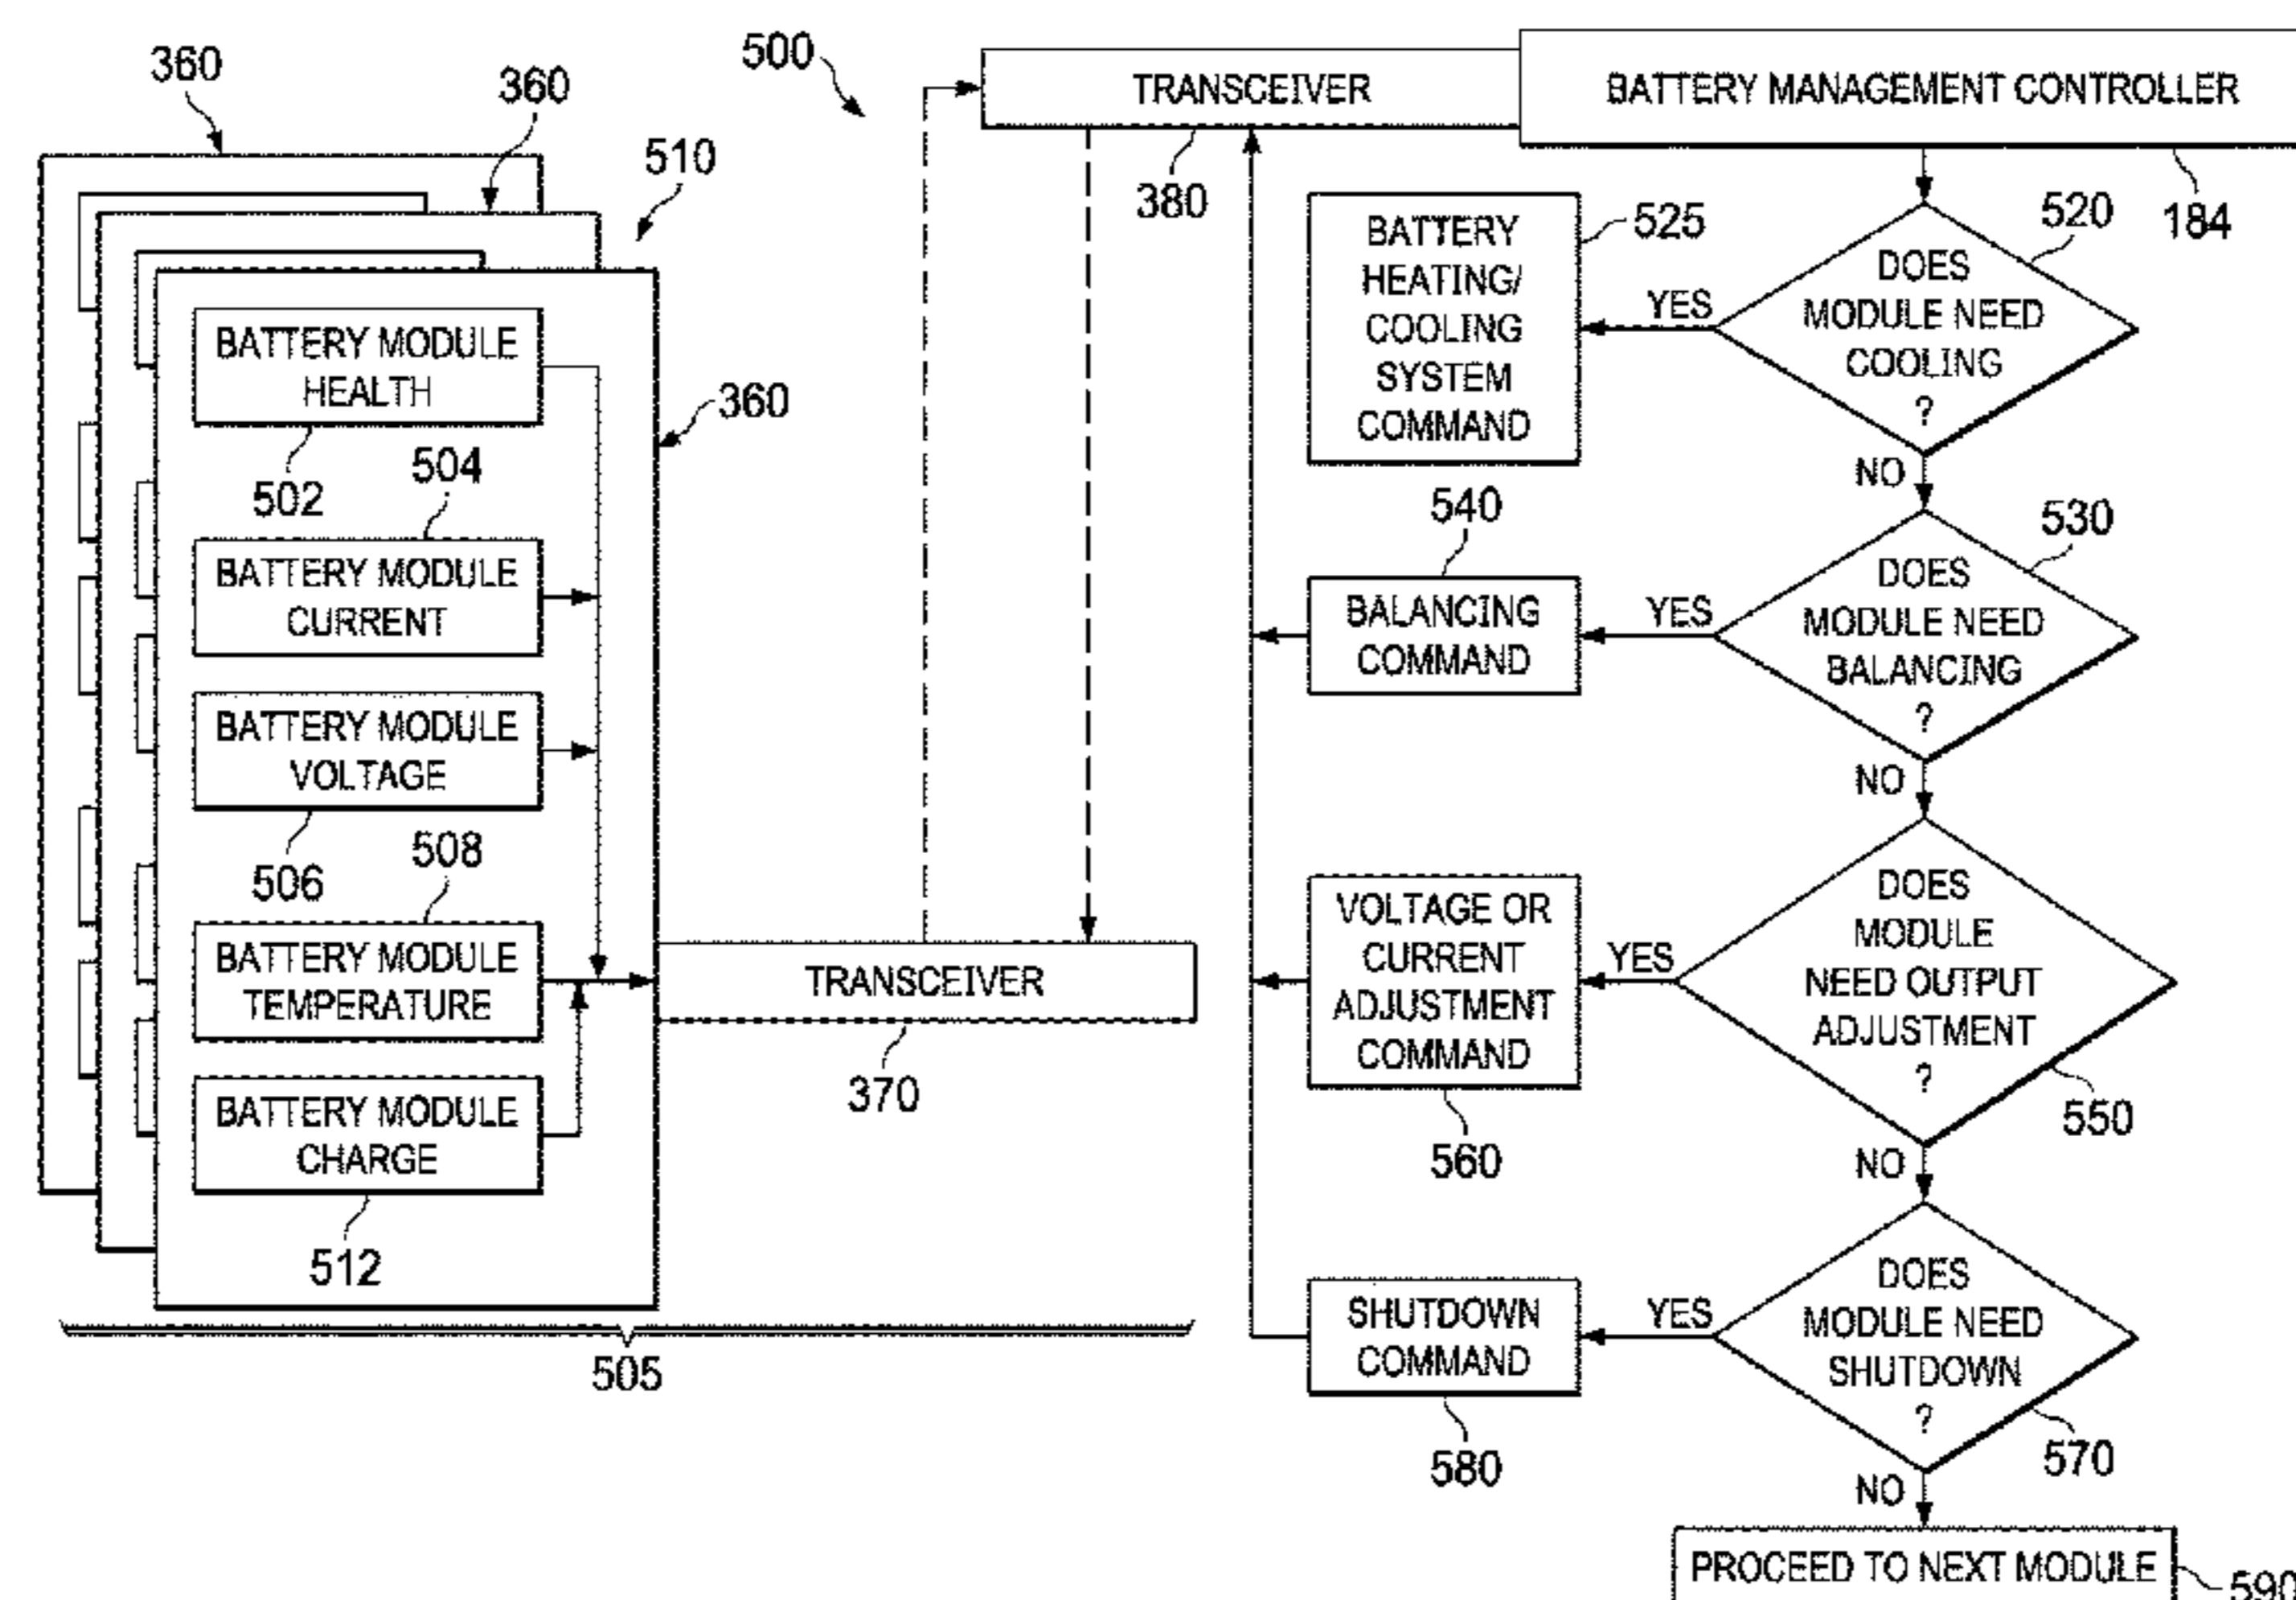 360
360
510
500
TRANSCEIVER
380
BATTERY MANAGEMENT CONTROLLER
184
BATTERY MODULE
HEALTH
502
360
504
BATTERY MODULE
CURRENT
BATTERY MODULE
VOLTAGE
506
508
BATTERY MODULE
TEMPERATURE
BATTERY MODULE
CHARGE
512
TRANSCEIVER
370
505
BATTERY
HEATING/
COOLING
SYSTEM
COMMAND
525
YES
DOES
MODULE NEED
COOLING
?
520
NO
540
BALANCING
COMMAND
YES
DOES
MODULE NEED
BALANCING
?
530
NO
VOLTAGE OR
CURRENT
ADJUSTMENT
COMMAND
560
YES
DOES
MODULE
NEED OUTPUT
ADJUSTMENT
?
550
NO
SHUTDOWN
COMMAND
580
YES
DOES
MODULE NEED
SHUTDOWN
?
570
NO
PROCEED TO NEXT MODULE
590